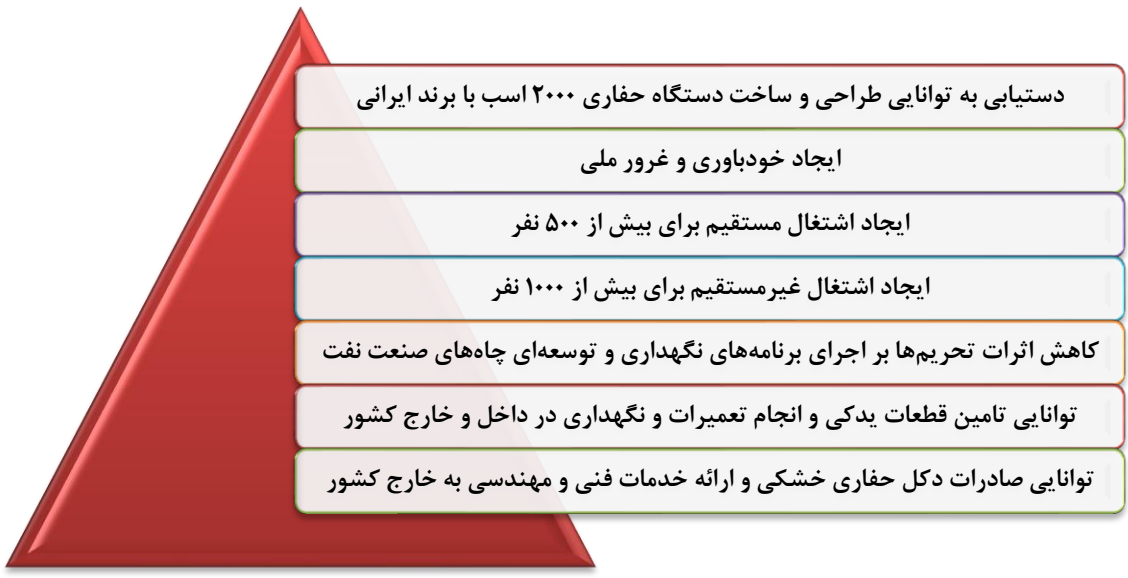 دستیابی به توانایی طراحی و ساخت دستگاه حفاری ۲۰۰۰ اسب با برند ایرانی
ایجاد خودباوری و غرور ملی
ایجاد اشتغال مستقیم برای بیش از ۵۰۰ نفر
ایجاد اشتغال غیرمستقیم برای بیش از ۱۰۰۰ نفر
کاهش اثرات تحریم‌ها بر اجرای برنامه‌های نگهداری و توسعه‌ای چاه‌های صنعت نفت
توانایی تامین قطعات یدکی و انجام تعمیرات و نگهداری در داخل و خارج کشور
توانایی صادرات دکل حفاری خشکی و ارائه خدمات فنی و مهندسی به خارج کشور